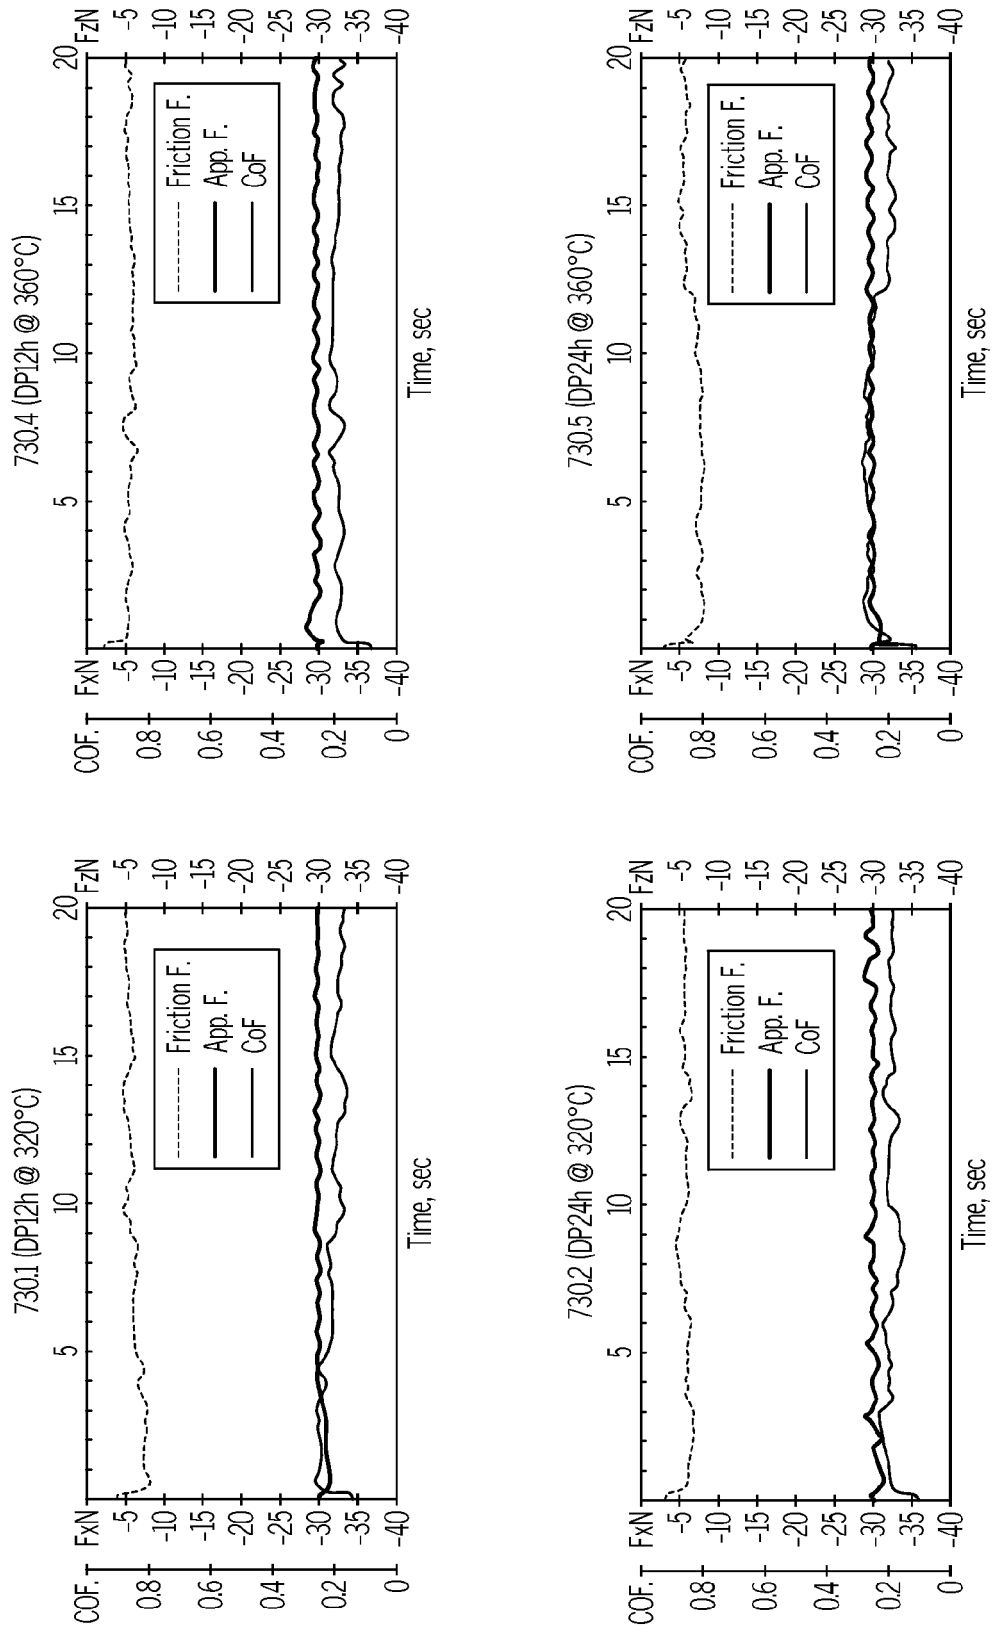 730.1 (DP12h @ 320°C)
5 10 15 20
COF. FxN FzN
-5 -5
0.8
-10 Friction F. -10
-15 App. F. -15
0.6
-20 CoF -20
0.4
-25 -25
-30 -30
0.2
-35 -35
0 -40 -40
Time, sec
730.4 (DP12h @ 360°C)
5 10 15 20
COF. FxN FzN
-5 -5
0.8
-10 Friction F. -10
-15 App. F. -15
0.6
-20 CoF -20
0.4
-25 -25
-30 -30
0.2
-35 -35
0 -40 -40
Time, sec
730.2 (DP24h @ 320°C)
5 10 15 20
COF. FxN FzN
-5 -5
0.8
-10 Friction F. -10
-15 App. F. -15
0.6
-20 CoF -20
0.4
-25 -25
-30 -30
0.2
-35 -35
0 -40 -40
Time, sec
730.5 (DP24h @ 360°C)
5 10 15 20
COF. FxN FzN
-5 -5
0.8
-10 Friction F. -10
-15 App. F. -15
0.6
-20 CoF -20
0.4
-25 -25
-30 -30
0.2
-35 -35
0 -40 -40
Time, sec